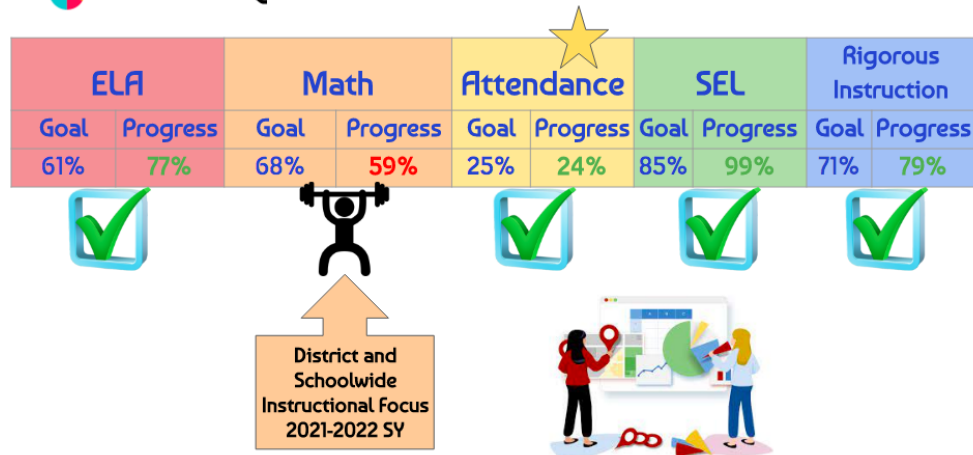 ELA Math Attendance SEL Rigorous
Instruction
Goal Progress Goal Progress Goal Progress Goal Progress Goal Progress
61% 77% 68% 59% 25% 24% 85% 99% 71% 79%
District and
Schoolwide
Instructional Focus
2021-2022 SY